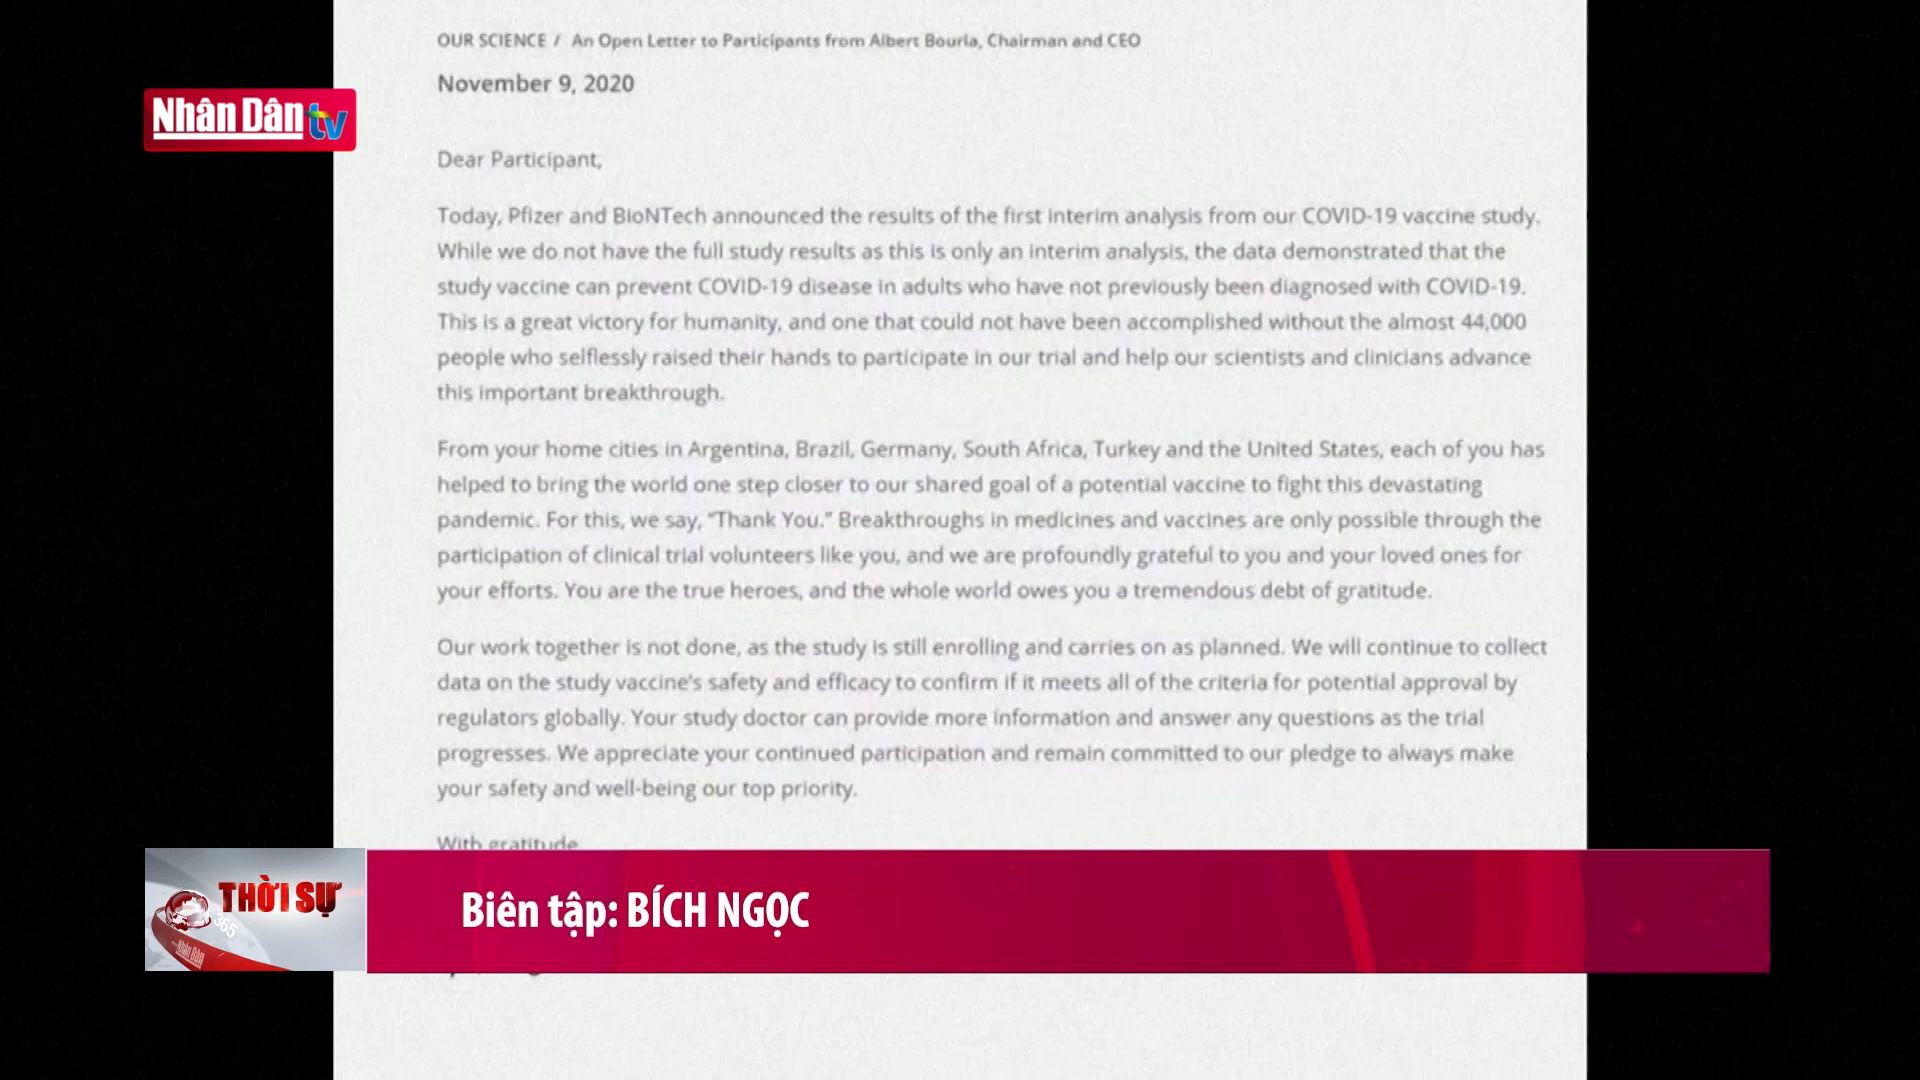 OUR SCIENCE / An Open Letter to Participants from Albert Bourla, Chairman and CEO
November 9, 2020
Nhân Dân tv
Dear Participant,
Today, Pfizer and BioNTech announced the results of the first interim analysis from our COVID-19 vaccine study.
While we do not have the full study results as this is only an interim analysis, the data demonstrated that the
study vaccine can prevent COVID-19 disease in adults who have not previously been diagnosed with COVID-19.
This is a great victory for humanity, and one that could not have been accomplished without the almost 44,000
people who selflessly raised their hands to participate in our trial and help our scientists and clinicians advance
this important breakthrough.
From your home cities in Argentina, Brazil, Germany, South Africa, Turkey and the United States, each of you has
helped to bring the world one step closer to our shared goal of a potential vaccine to fight this devastating
pandemic. For this, we say, “Thank You.” Breakthroughs in medicines and vaccines are only possible through the
participation of clinical trial volunteers like you, and we are profoundly grateful to you and your loved ones for
your efforts. You are the true heroes, and the whole world owes you a tremendous debt of gratitude.
Our work together is not done, as the study is still enrolling and carries on as planned. We will continue to collect
data on the study vaccine’s safety and efficacy to confirm if it meets all of the criteria for potential approval by
regulators globally. Your study doctor can provide more information and answer any questions as the trial
progresses. We appreciate your continued participation and remain committed to our pledge to always make
your safety and well-being our top priority.
With gratitude
THỜI SỰ
365
Nhân Dân
Biên tập: BÍCH NGỌC